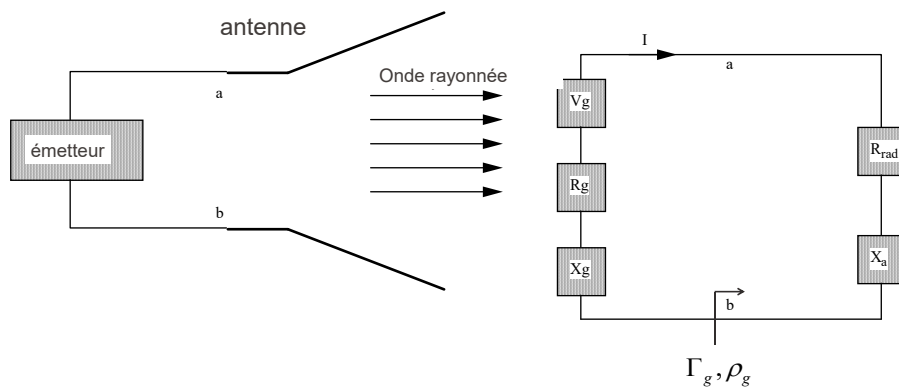 antenne
a
Onde rayonnée
émetteur
b
I
a
Vg
R_rad
Rg
X_a
Xg
b
Γ_g, ρ_g